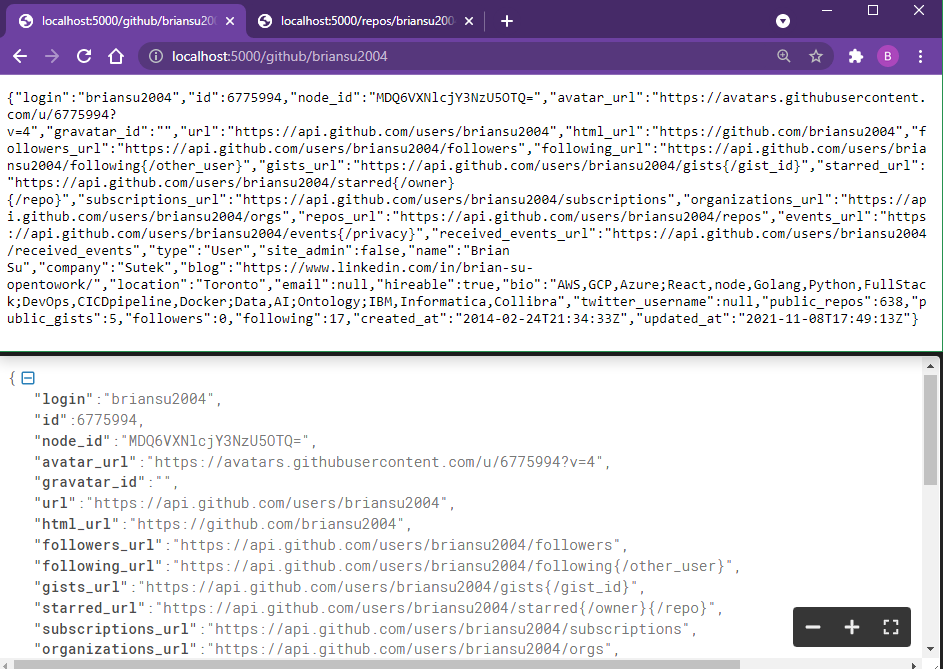 localhost:5000/github/briansu20
localhost:5000/repos/briansu200
localhost:5000/github/briansu2004
B
{"login":"briansu2004","id":6775994,"node_id":"MDQ6VXNlcjY3NzU5OTQ=","avatar_url":"https://avatars.githubusercontent.
com/u/6775994?
v=4","gravatar_id":"","url":"https://api.github.com/users/briansu2004","html_url":"https://github.com/briansu2004","f
ollowers_url":"https://api.github.com/users/briansu2004/followers","following_url":"https://api.github.com/users/bria
nsu2004/following{/other_user}","gists_url":"https://api.github.com/users/briansu2004/gists{/gist_id}","starred_url":
"https://api.github.com/users/briansu2004/starred{/owner}
{/repo}","subscriptions_url":"https://api.github.com/users/briansu2004/subscriptions","organizations_url":"https://ap
i.github.com/users/briansu2004/orgs","repos_url":"https://api.github.com/users/briansu2004/repos","events_url":"https
://api.github.com/users/briansu2004/events{/privacy}","received_events_url":"https://api.github.com/users/briansu2004
/received_events","type":"User","site_admin":false,"name":"Brian
Su","company":"Sutek","blog":"https://www.linkedin.com/in/brian-su-
opentowork/","location":"Toronto","email":null,"hireable":true,"bio":"AWS,GCP,Azure;React,node,Golang,Python,FullStac
k;DevOps,CICDpipeline,Docker;Data,AI;Ontology;IBM,Informatica,Collibra","twitter_username":null,"public_repos":638,"p
ublic_gists":5,"followers":0,"following":17,"created_at":"2014-02-24T21:34:33Z","updated_at":"2021-11-08T17:49:13Z"}
{
"login":"briansu2004",
"id":6775994,
"node_id":"MDQ6VXNlcjY3NzU5OTQ=",
"avatar_url":"https://avatars.githubusercontent.com/u/6775994?v=4",
"gravatar_id":"",
"url":"https://api.github.com/users/briansu2004",
"html_url":"https://github.com/briansu2004",
"followers_url":"https://api.github.com/users/briansu2004/followers",
"following_url":"https://api.github.com/users/briansu2004/following{/other_user}",
"gists_url":"https://api.github.com/users/briansu2004/gists{/gist_id}",
"starred_url":"https://api.github.com/users/briansu2004/starred{/owner}{/repo}",
"subscriptions_url":"https://api.github.com/users/briansu2004/subscriptions",
"organizations_url":"https://api.github.com/users/briansu2004/orgs",